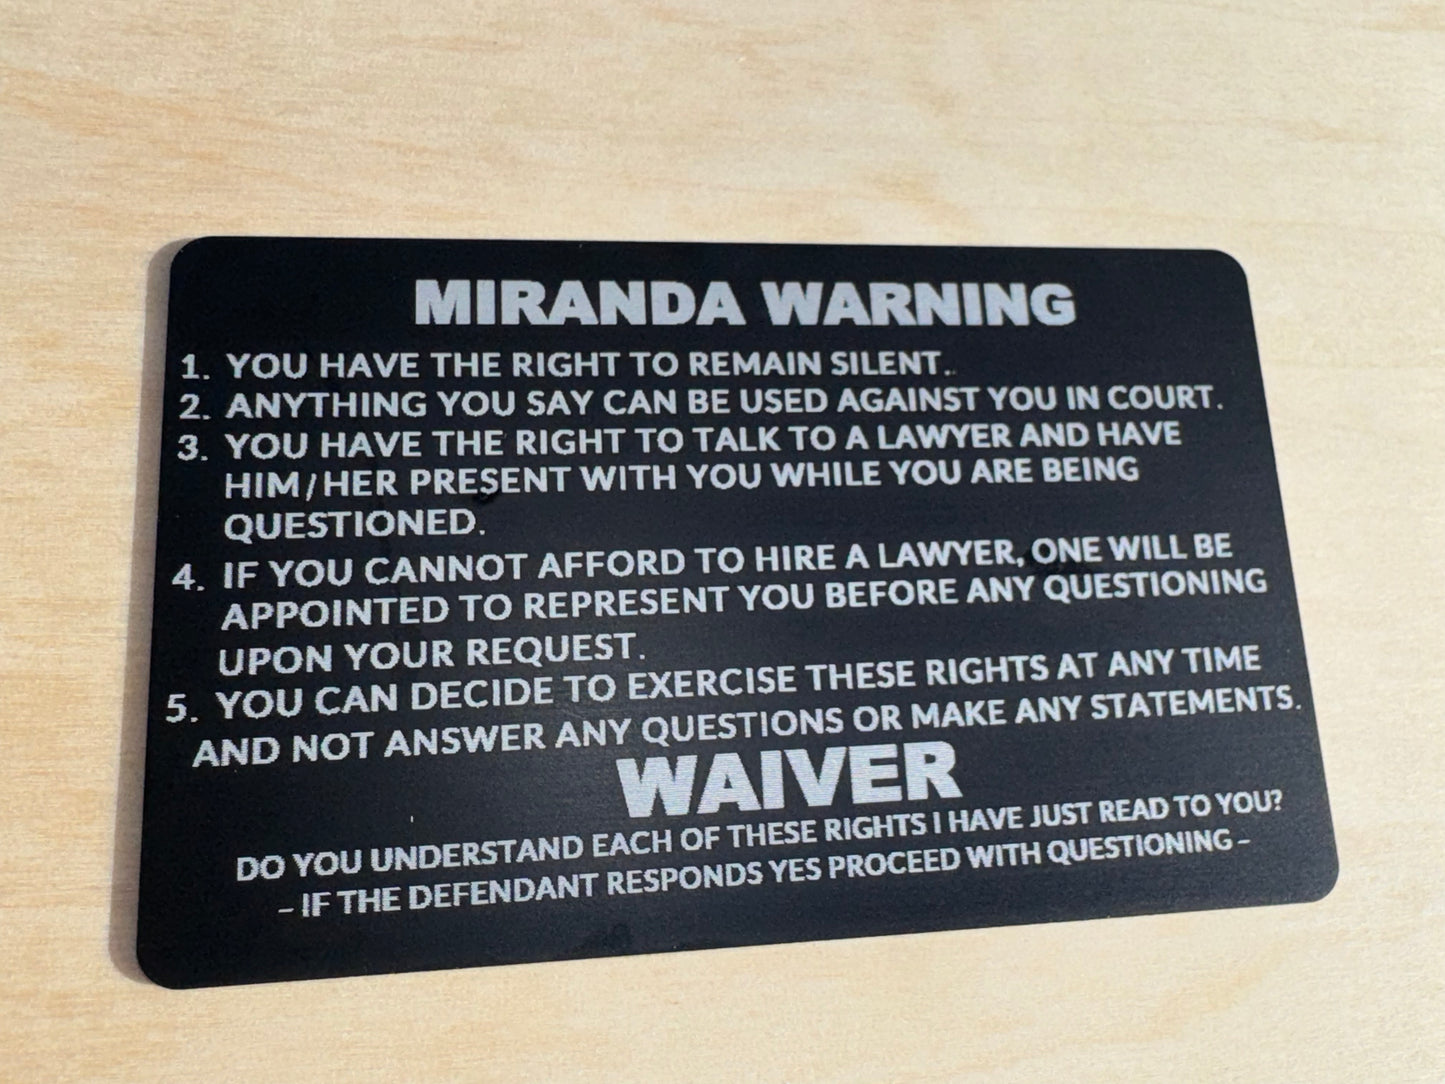 MIRANDA WARNING
1. YOU HAVE THE RIGHT TO REMAIN SILENT.
2. ANYTHING YOU SAY CAN BE USED AGAINST YOU IN COURT.
3. YOU HAVE THE RIGHT TO TALK TO A LAWYER AND HAVE
HIM/HER PRESENT WITH YOU WHILE YOU ARE BEING
QUESTIONED.
4. IF YOU CANNOT AFFORD TO HIRE A LAWYER, ONE WILL BE
APPOINTED TO REPRESENT YOU BEFORE ANY QUESTIONING
UPON YOUR REQUEST.
5. YOU CAN DECIDE TO EXERCISE THESE RIGHTS AT ANY TIME
AND NOT ANSWER ANY QUESTIONS OR MAKE ANY STATEMENTS.
WAIVER
DO YOU UNDERSTAND EACH OF THESE RIGHTS I HAVE JUST READ TO YOU?
– IF THE DEFENDANT RESPONDS YES PROCEED WITH QUESTIONING –